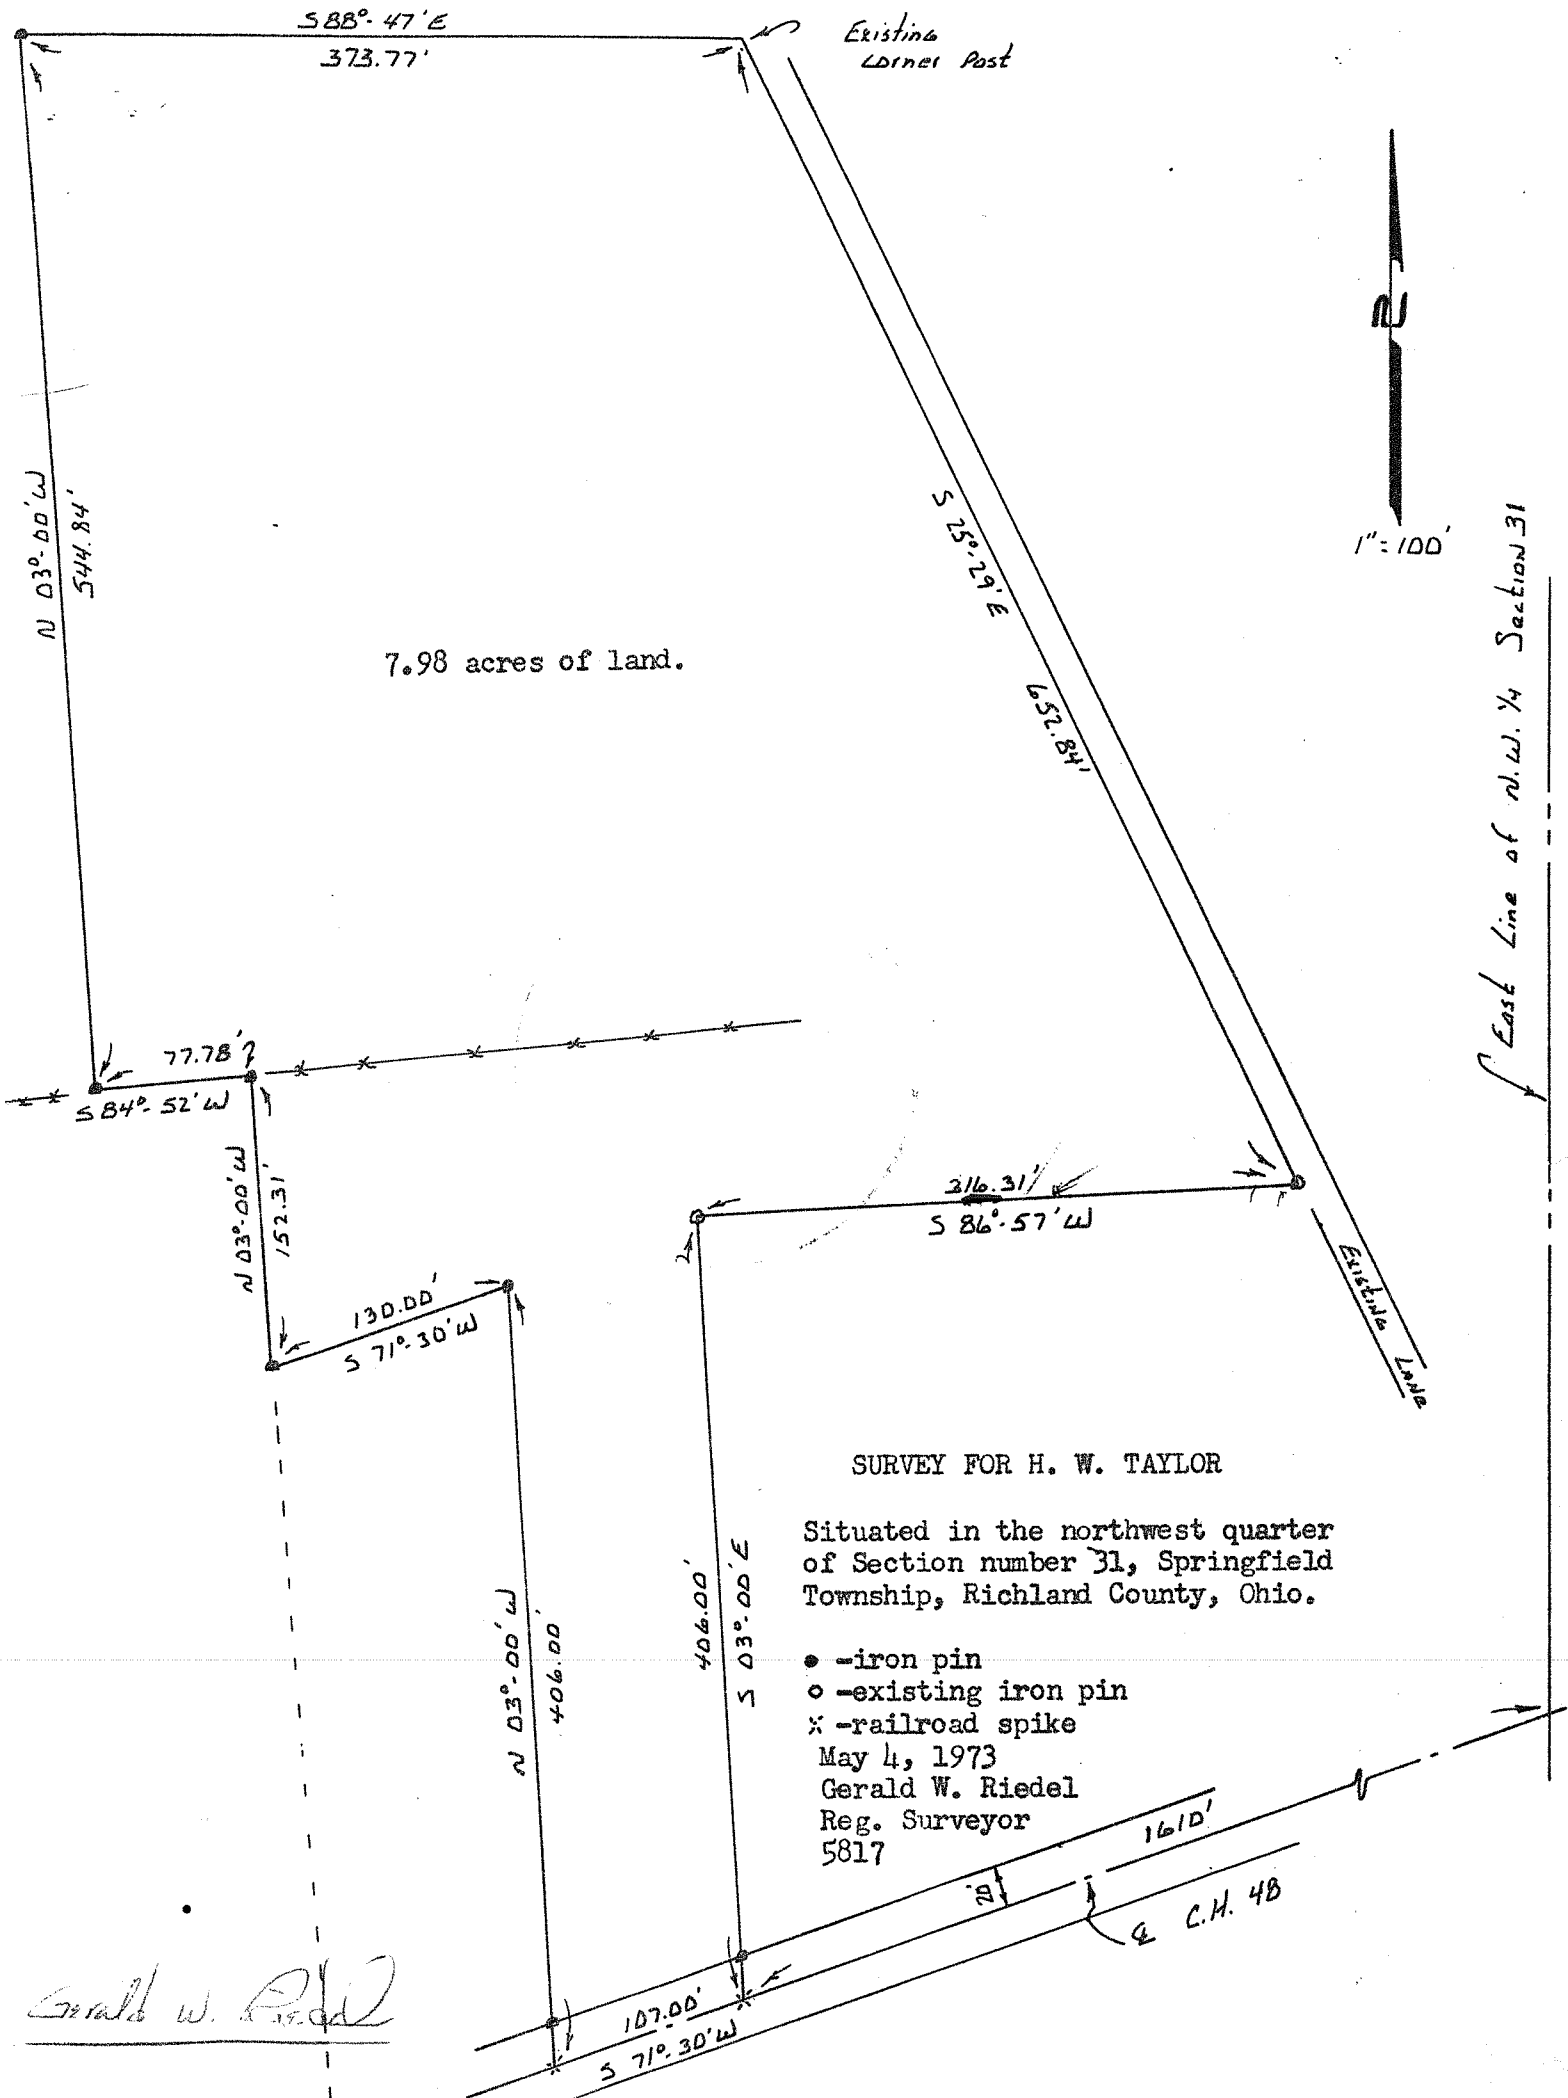 S 88°-47' E
373.77'
Existing
Corner Post
N
1"=100'
N 03°-00' W
544.84'
S 25°-29' E
652.84'
7.98 acres of land.
East Line of N.W. 1/4 Section 31
77.78'
S 84°-52' W
N 03°-00' W
152.31'
316.31'
S 86°-57' W
130.00'
S 71°-30' W
Existing Lane
SURVEY FOR H. W. TAYLOR
Situated in the northwest quarter
of Section number 31, Springfield
Township, Richland County, Ohio.
N 03°-00' W
406.00'
406.00'
S 03°-00' E
● -iron pin
o -existing iron pin
x -railroad spike
May 4, 1973
Gerald W. Riedel
Reg. Surveyor
5817
1610'
20'
℄ C.H. 48
107.00'
S 71°-30' W
Gerald W. Riedel